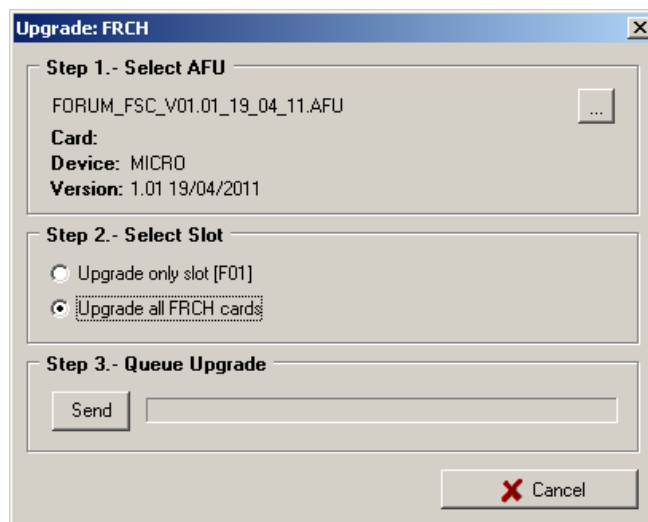 Upgrade: FRCH
Step 1.- Select AFU
FORUM_FSC_V01.01_19_04_11.AFU
...
Card:
Device: MICRO
Version: 1.01 19/04/2011
Step 2.- Select Slot
Upgrade only slot [F01]
Upgrade all FRCH cards
Step 3.- Queue Upgrade
Send
Cancel